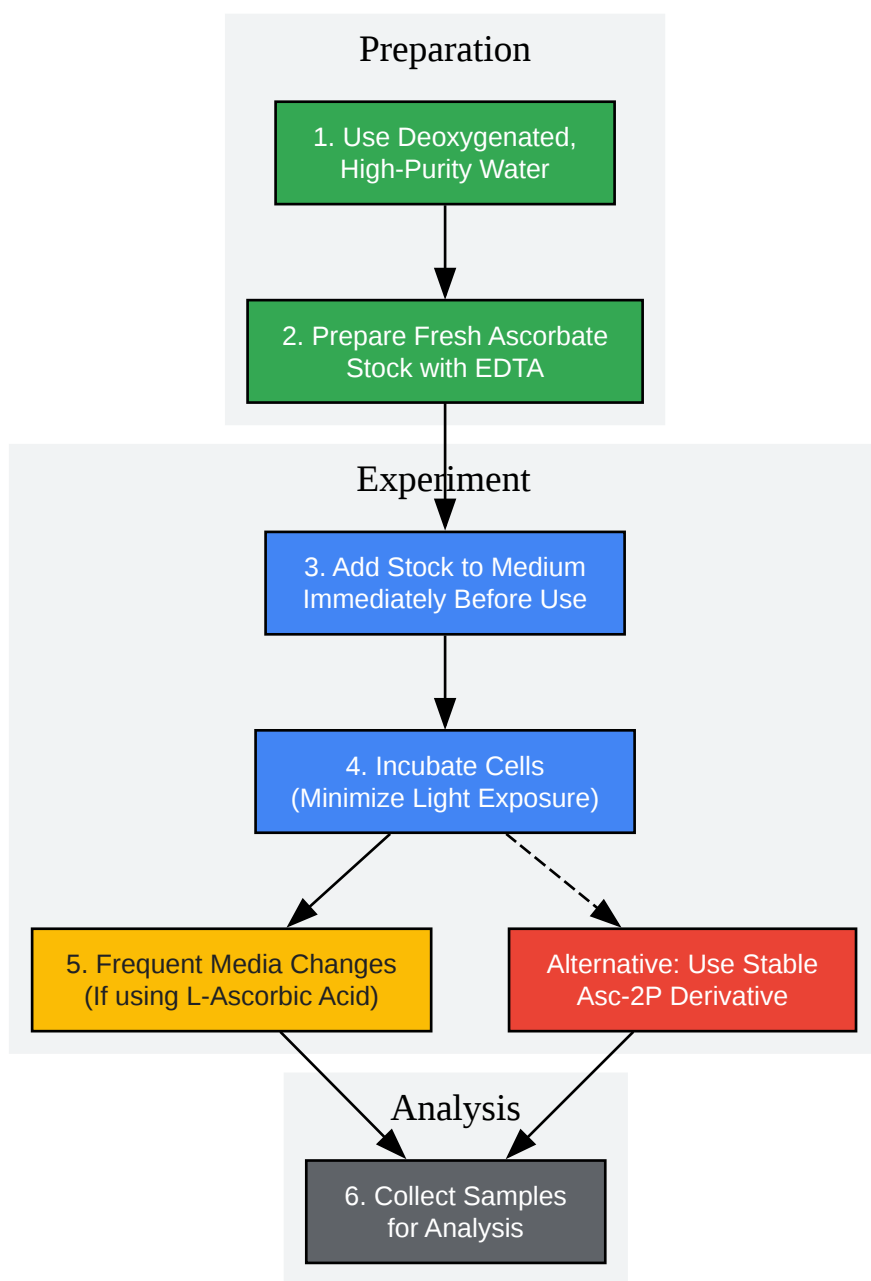 Preparation
1. Use Deoxygenated,
High-Purity Water
2. Prepare Fresh Ascorbate
Stock with EDTA
Experiment
3. Add Stock to Medium
Immediately Before Use
4. Incubate Cells
(Minimize Light Exposure)
5. Frequent Media Changes
(If using L-Ascorbic Acid)
Alternative: Use Stable
Asc-2P Derivative
Analysis
6. Collect Samples
for Analysis